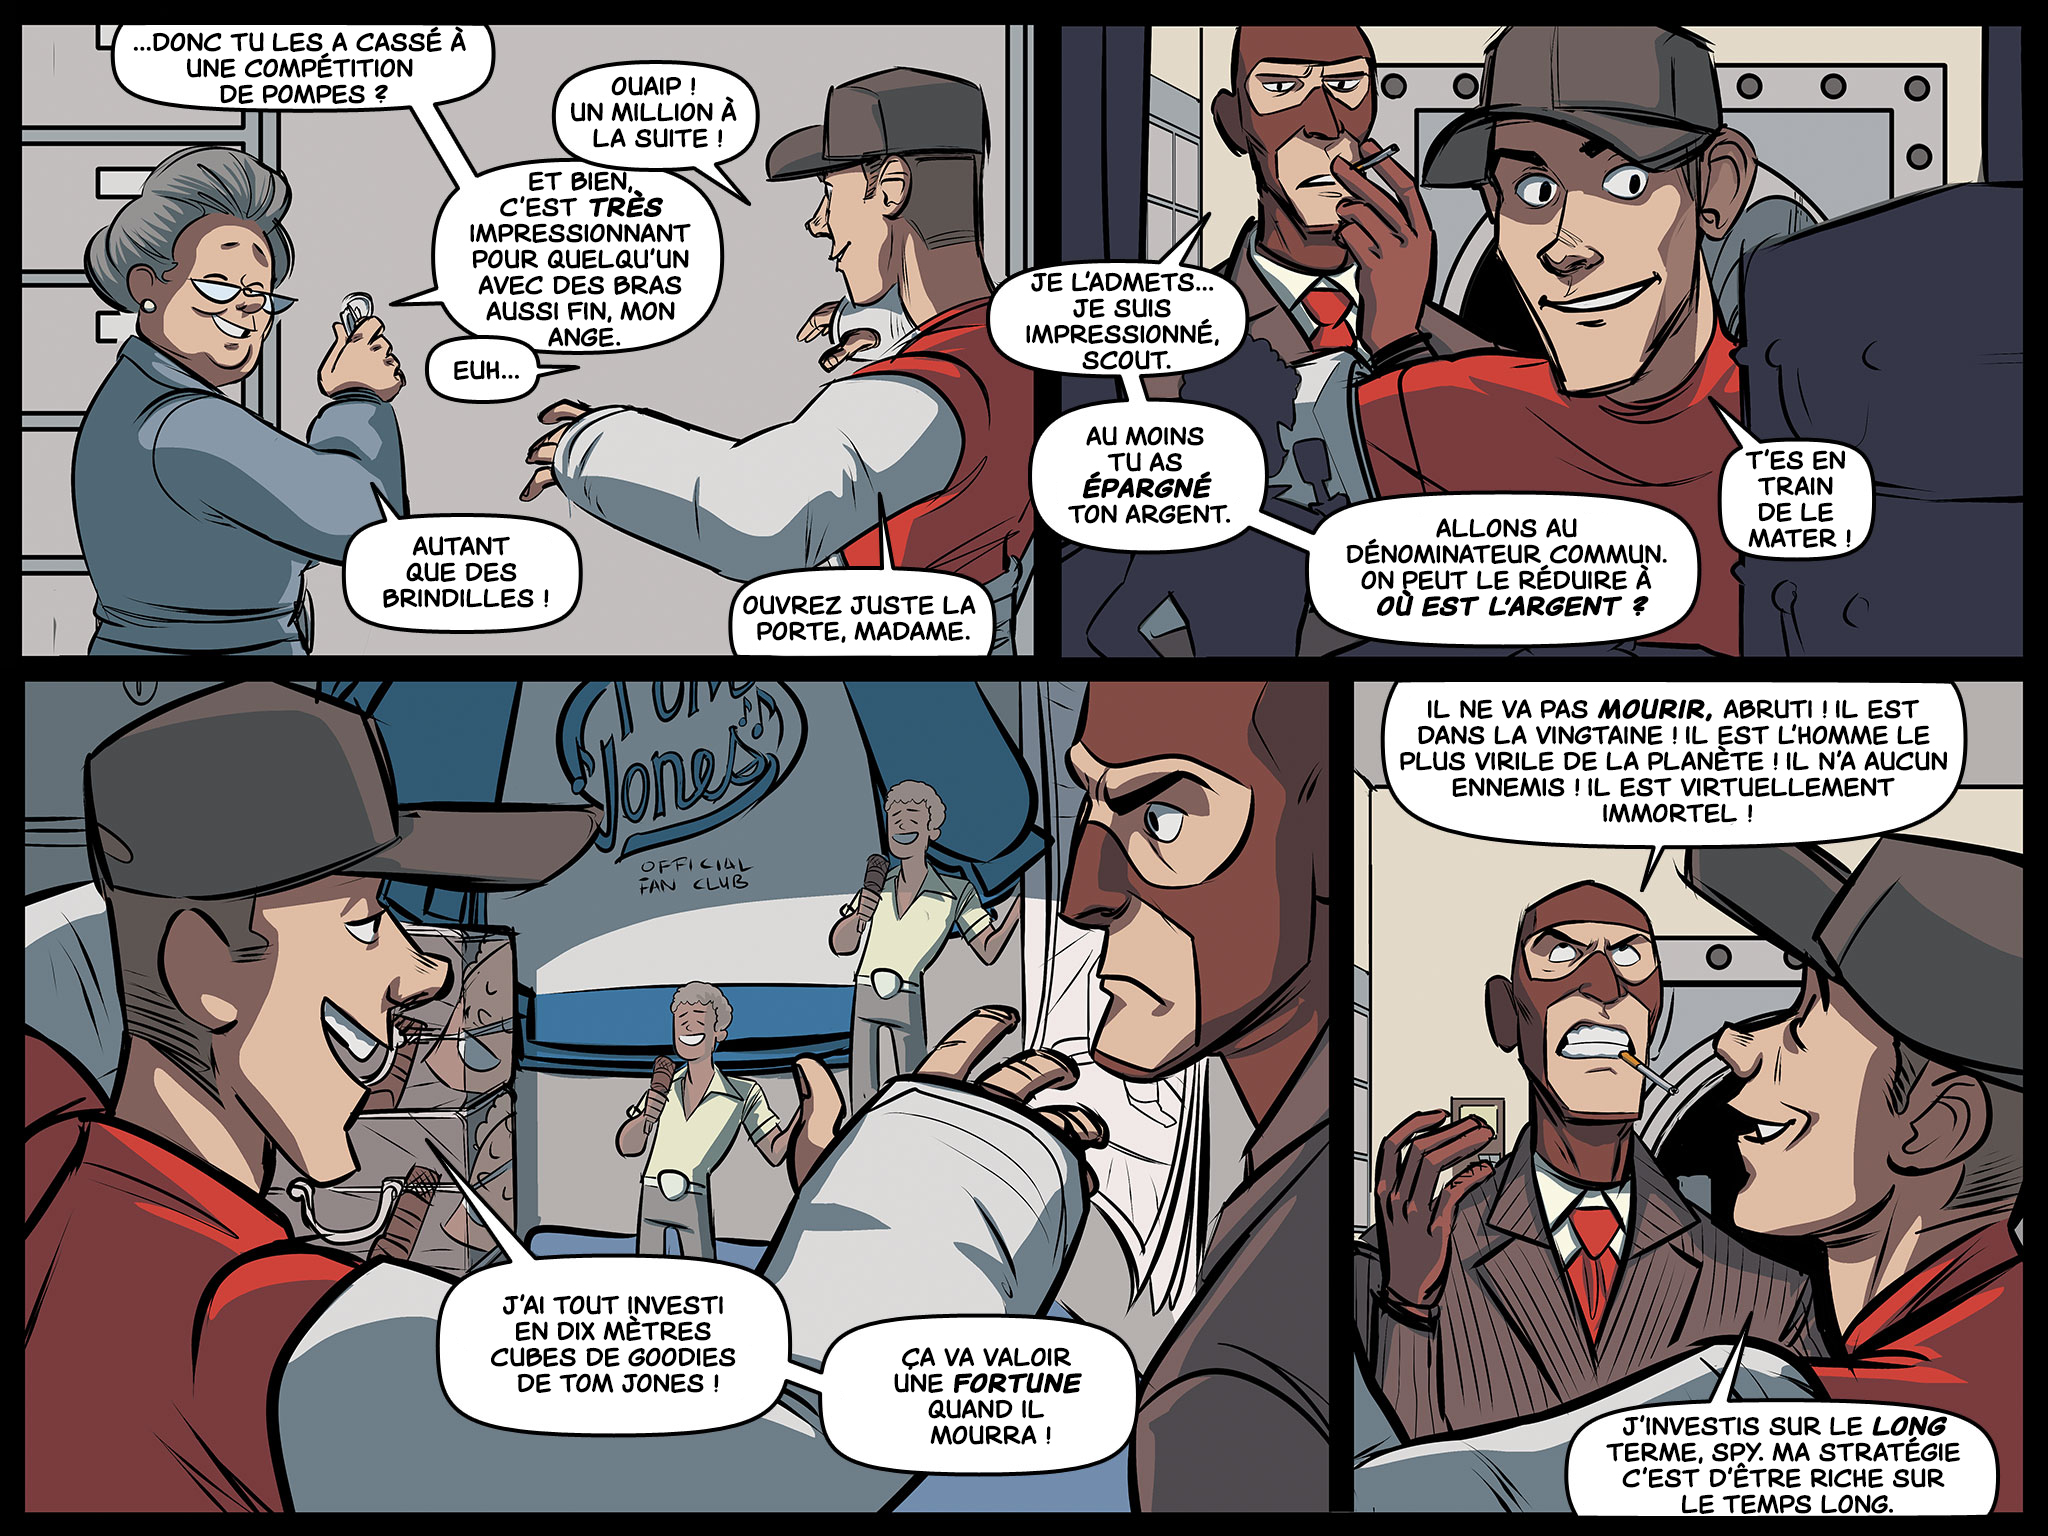 ...DONC TU LES A CASSÉ À
UNE COMPÉTITION
DE POMPES ?
OUAIP !
UN MILLION À
LA SUITE !
ET BIEN,
C'EST TRÈS
IMPRESSIONNANT
POUR QUELQU'UN
AVEC DES BRAS
AUSSI FIN, MON
ANGE.
EUH...
AUTANT
QUE DES
BRINDILLES !
OUVREZ JUSTE LA
PORTE, MADAME.
JE L'ADMETS...
JE SUIS
IMPRESSIONNÉ,
SCOUT.
AU MOINS
TU AS
ÉPARGNÉ
TON ARGENT.
ALLONS AU
DÉNOMINATEUR COMMUN.
ON PEUT LE RÉDUIRE À
OÙ EST L'ARGENT ?
T'ES EN
TRAIN
DE LE
MATER !
TOM
JONES
OFFICIAL
FAN CLUB
J'AI TOUT INVESTI
EN DIX MÈTRES
CUBES DE GOODIES
DE TOM JONES !
ÇA VA VALOIR
UNE FORTUNE
QUAND IL
MOURRA !
IL NE VA PAS MOURIR, ABRUTI ! IL EST
DANS LA VINGTAINE ! IL EST L'HOMME LE
PLUS VIRILE DE LA PLANÈTE ! IL N'A AUCUN
ENNEMIS ! IL EST VIRTUELLEMENT
IMMORTEL !
J'INVESTIS SUR LE LONG
TERME, SPY. MA STRATÉGIE
C'EST D'ÊTRE RICHE SUR
LE TEMPS LONG.